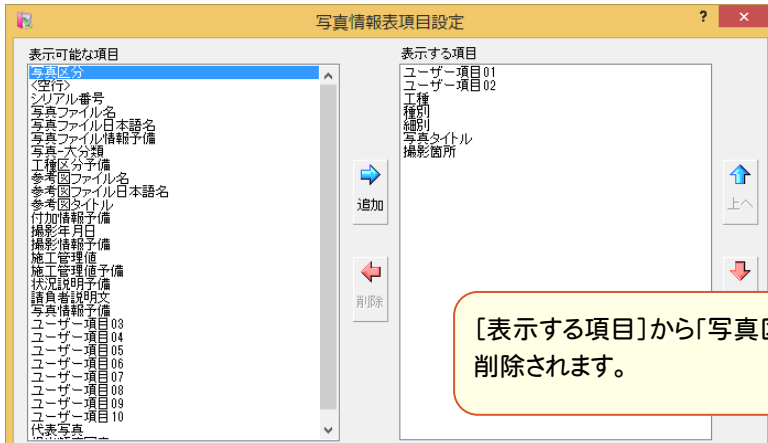 写真情報表項目設定
?
×
表示可能な項目
写真区分
<空行>
シリアル番号
写真ファイル名
写真ファイル日本語名
写真ファイル情報予備
写真-大分類
工種区分予備
参考図ファイル名
参考図ファイル日本語名
参考図タイトル
付加情報予備
撮影年月日
撮影情報予備
施工管理値
施工管理値予備
状況説明予備
請負者説明文
写真情報予備
ユーザー項目03
ユーザー項目04
ユーザー項目05
ユーザー項目06
ユーザー項目07
ユーザー項目08
ユーザー項目09
ユーザー項目10
代表写真
追加
削除
表示する項目
ユーザー項目01
ユーザー項目02
工種
種別
細別
写真タイトル
撮影箇所
上へ
[表示する項目]から「写真区
削除されます。